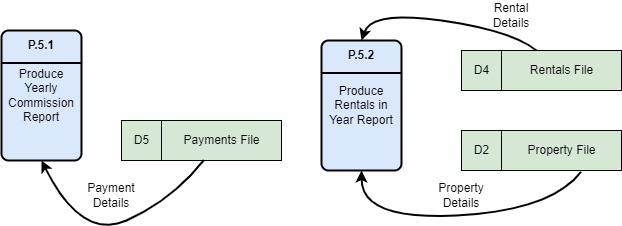 P.5.1
Produce
Yearly
Commission
Report
D5
Payments File
Payment
Details
P.5.2
Produce
Rentals in
Year Report
Rental
Details
D4
Rentals File
D2
Property File
Property
Details